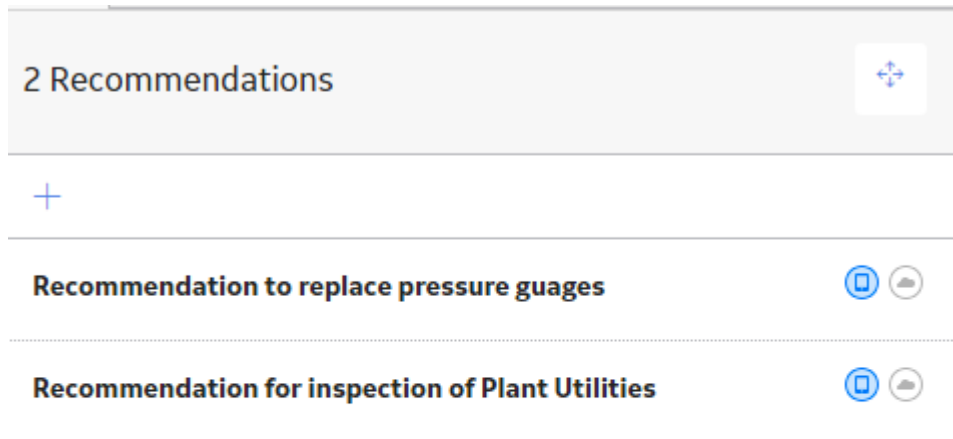 2 Recommendations
Recommendation to replace pressure guages
Recommendation for inspection of Plant Utilities